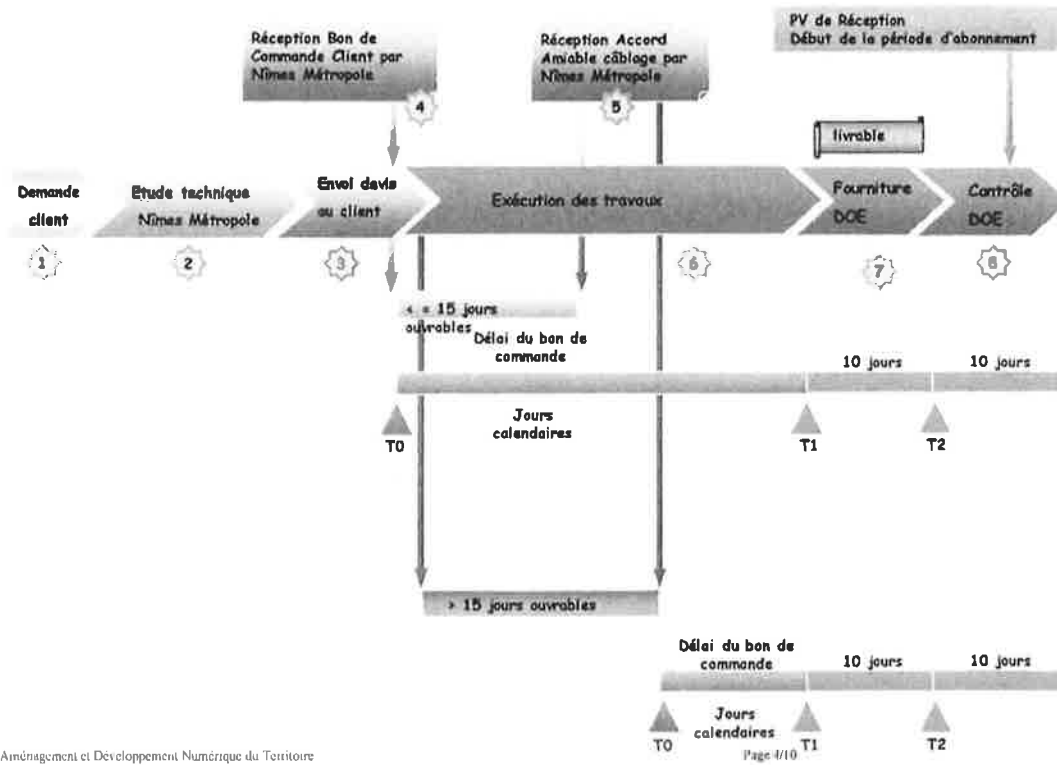 PV de Réception
Début de la période d'abonnement
Réception Bon de
Commande Client par
Nîmes Métropole
4
Réception Accord
Amiable câblage par
Nîmes Métropole
5
livrable
Demande
client
Etude technique
Nîmes Métropole
Envoi devis
au client
Exécution des travaux
Fourniture
DOE
Contrôle
DOE
1
2
3
6
7
8
< = 15 jours
ouvrables
Délai du bon de
commande
10 jours
10 jours
Jours
calendaires
T0
T1
T2
> 15 jours ouvrables
Délai du bon de
commande
10 jours
10 jours
Jours
calendaires
T0
T1
T2
Aménagement et Développement Numérique du Territoire
Page 4/10